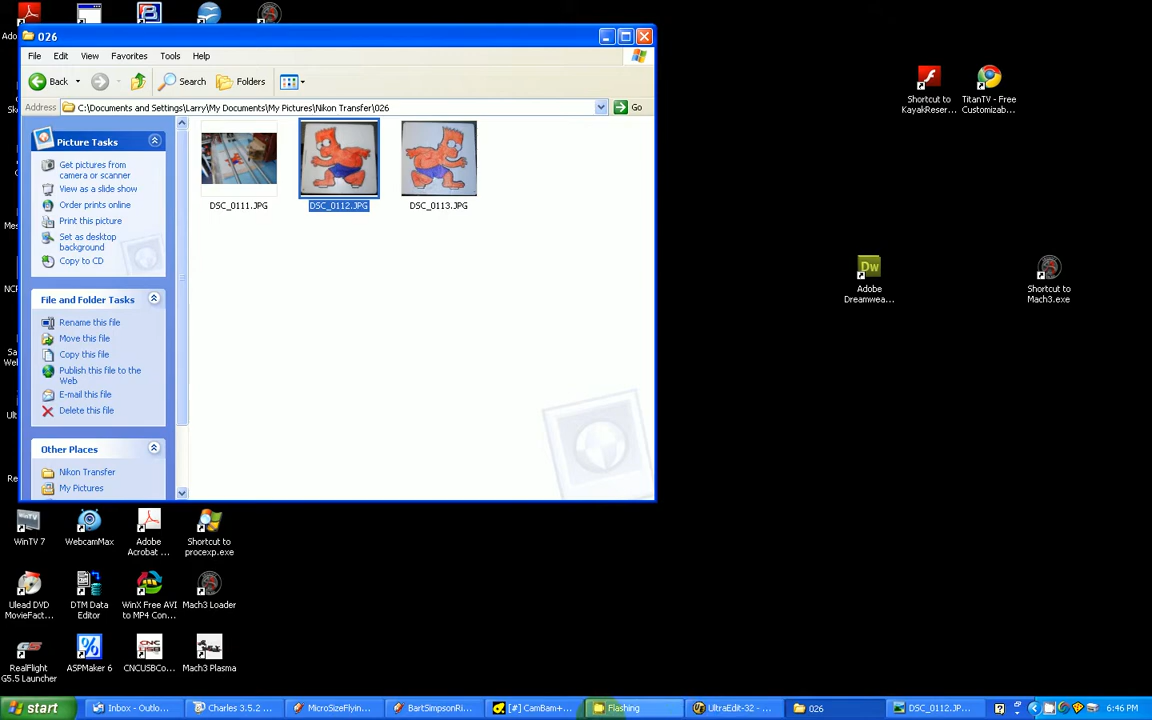 Ado
026
File Edit View Favorites Tools Help
Back Search Folders
Address C:\Documents and Settings\Larry\My Documents\My Pictures\Nikon Transfer\026 Go
Picture Tasks
Get pictures from
camera or scanner
View as a slide show
Order prints online
Print this picture
Set as desktop
background
Copy to CD
File and Folder Tasks
Rename this file
Move this file
Copy this file
Publish this file to the
Web
E-mail this file
Delete this file
Other Places
Nikon Transfer
My Pictures
DSC_0111.JPG DSC_0112.JPG DSC_0113.JPG
Shortcut to
KayakReser...
TitanTV - Free
Customizab...
Dw
Adobe
Dreamwea...
Shortcut to
Mach3.exe
WinTV 7
WebcamMax
Adobe
Acrobat ...
Shortcut to
procexp.exe
Ulead DVD
MovieFact...
DTM Data
Editor
WinX Free AVI
to MP4 Con...
Mach3 Loader
RealFlight
G5.5 Launcher
ASPMaker 6
CNCUSBCo...
Mach3 Plasma
start Inbox - Outlo... Charles 3.5.2 ... MicroSizeFlyin... BartSimpsonRi... [#] CamBam+... Flashing UltraEdit-32 - ... 026 DSC_0112.JP... 6:46 PM